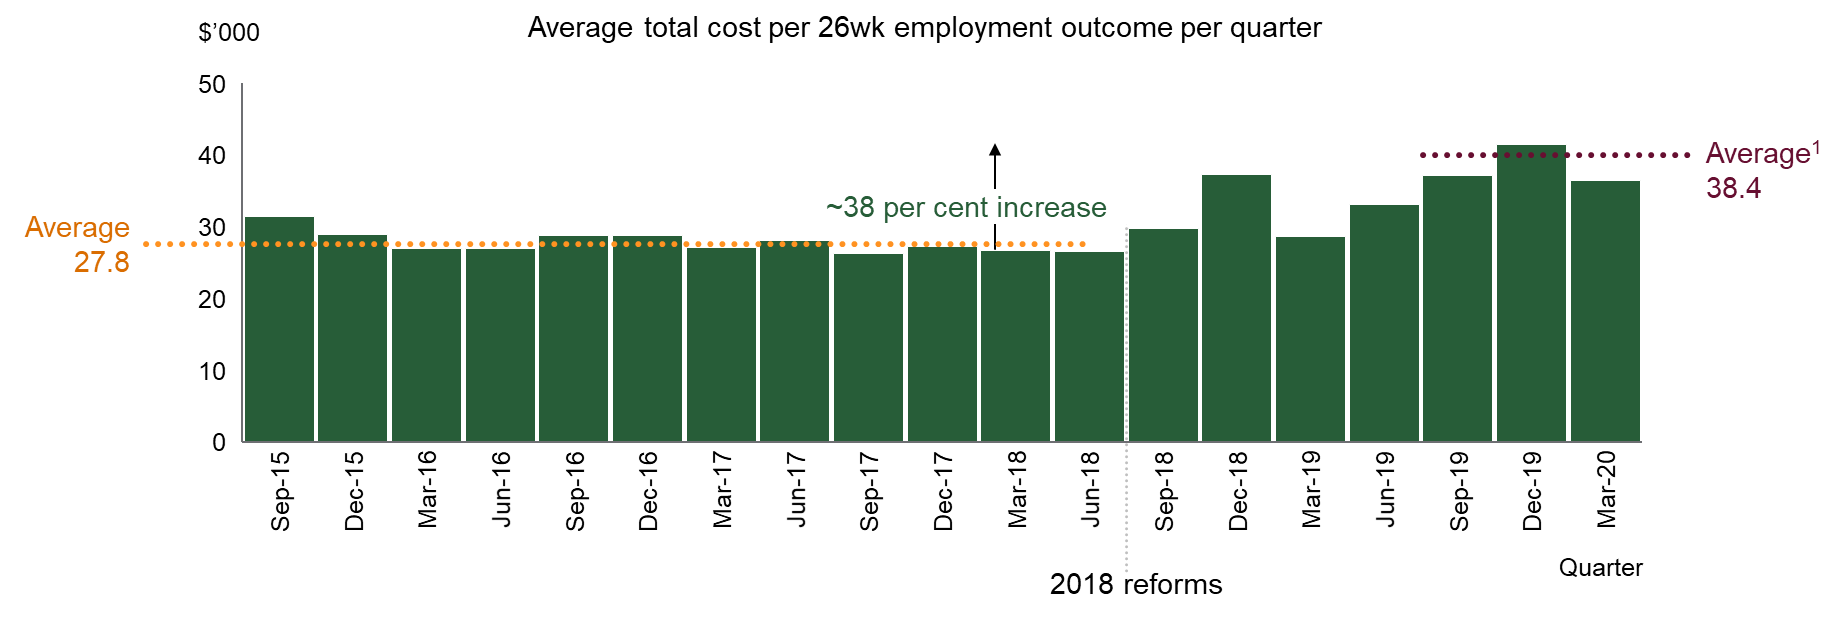 Average total cost per 26wk employment outcome per quarter
$’000
50
40
30
20
10
0
Average
27.8
~38 per cent increase
Average¹
38.4
Sep-15
Dec-15
Mar-16
Jun-16
Sep-16
Dec-16
Mar-17
Jun-17
Sep-17
Dec-17
Mar-18
Jun-18
Sep-18
Dec-18
Mar-19
Jun-19
Sep-19
Dec-19
Mar-20
Quarter
2018 reforms